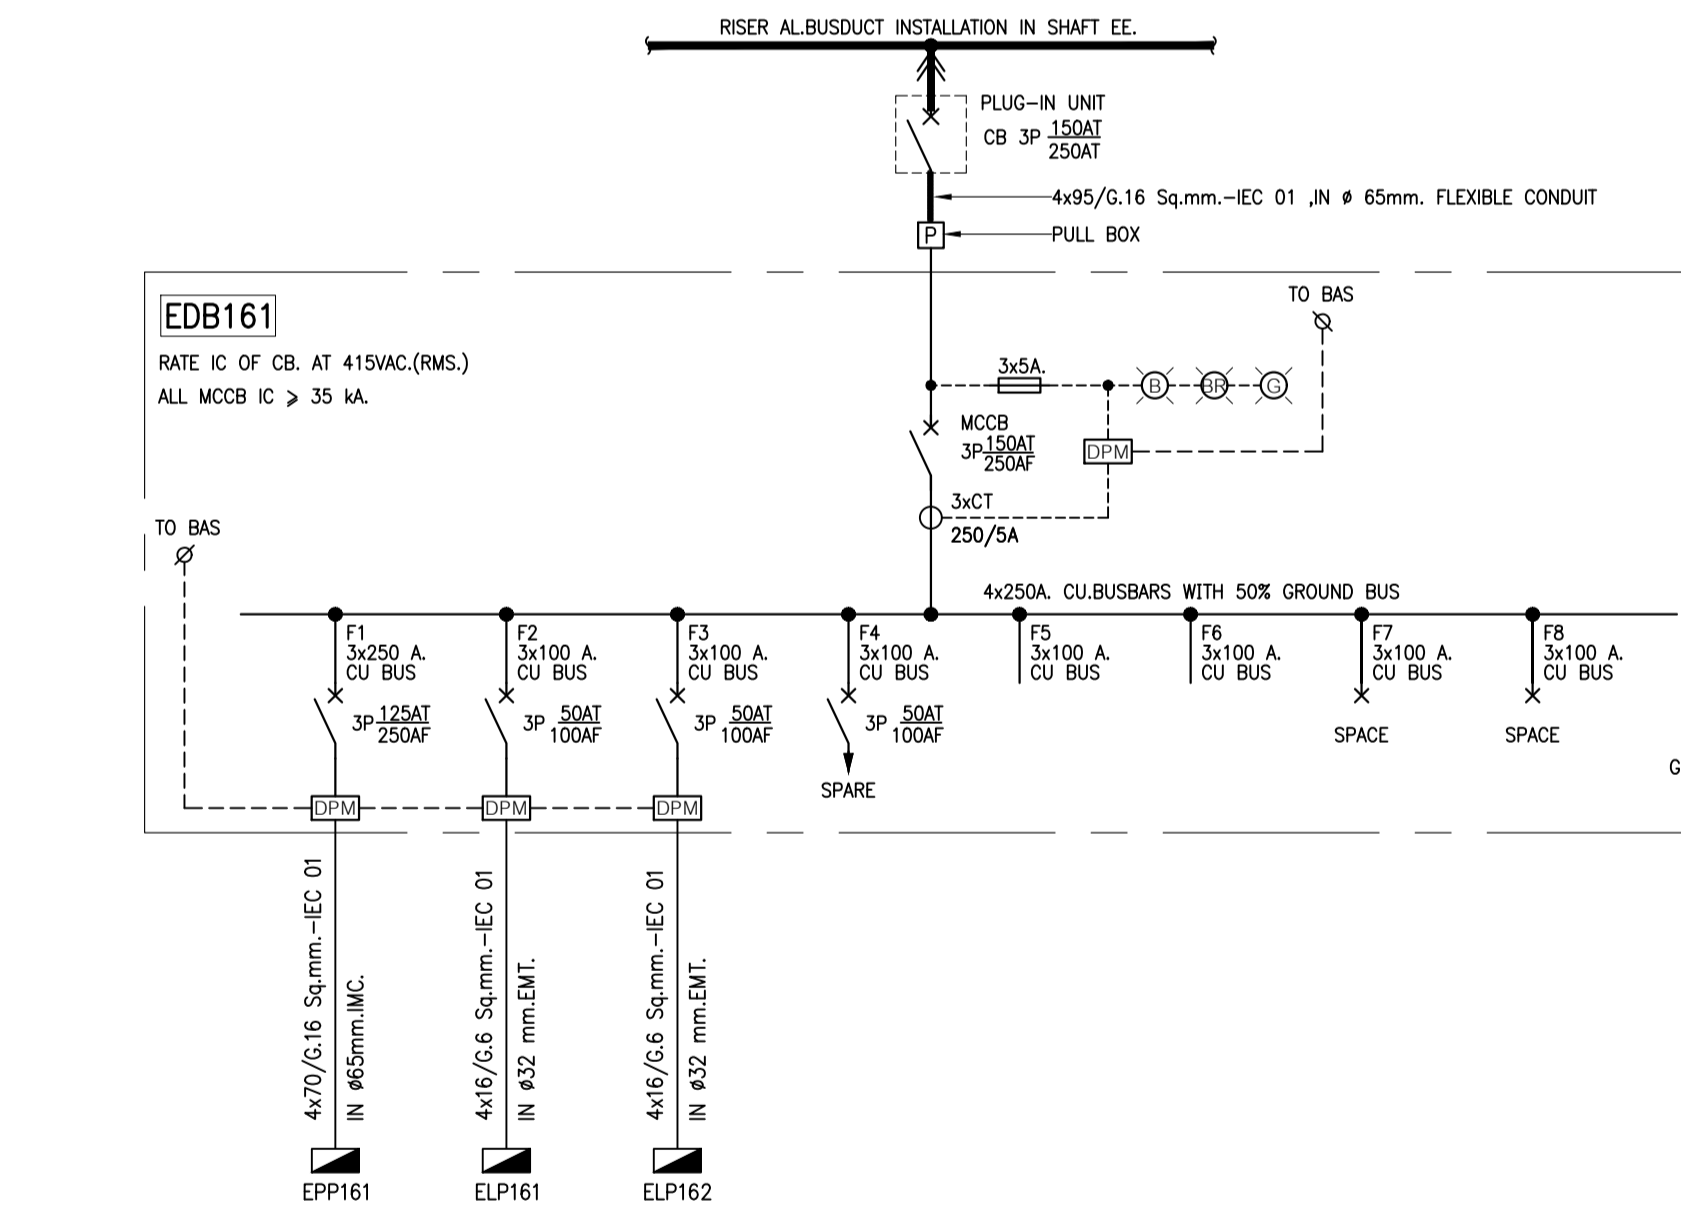 RISER AL.BUSDUCT INSTALLATION IN SHAFT EE.
PLUG-IN UNIT
CB 3P 150AT
250AT
4x95/G.16 Sq.mm.-IEC 01 ,IN ø 65mm. FLEXIBLE CONDUIT
P
PULL BOX
EDB161
RATE IC OF CB. AT 415VAC.(RMS.)
ALL MCCB IC ⩾ 35 kA.
TO BAS
3x5A.
B
BR
G
MCCB
3P 150AT
250AF
DPM
3xCT
250/5A
TO BAS
4x250A. CU.BUSBARS WITH 50% GROUND BUS
F1
3x250 A.
CU BUS
3P 125AT
250AF
F2
3x100 A.
CU BUS
3P 50AT
100AF
F3
3x100 A.
CU BUS
3P 50AT
100AF
F4
3x100 A.
CU BUS
3P 50AT
100AF
SPARE
F5
3x100 A.
CU BUS
F6
3x100 A.
CU BUS
F7
3x100 A.
CU BUS
SPACE
F8
3x100 A.
CU BUS
SPACE
G
DPM
DPM
DPM
4x70/G.16 Sq.mm.-IEC 01
IN ø65mm.IMC.
4x16/G.6 Sq.mm.-IEC 01
IN ø32 mm.EMT.
4x16/G.6 Sq.mm.-IEC 01
IN ø32 mm.EMT.
EPP161
ELP161
ELP162